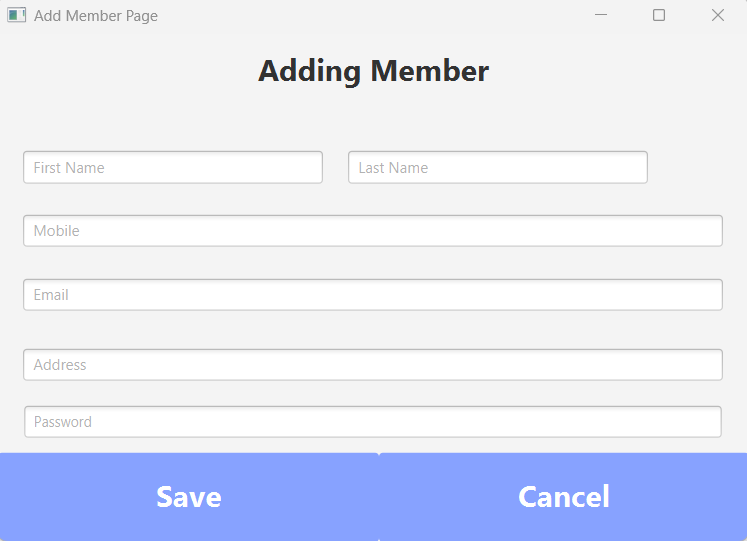 Add Member Page
Adding Member
First Name Last Name
Mobile
Email
Address
Password
Save Cancel